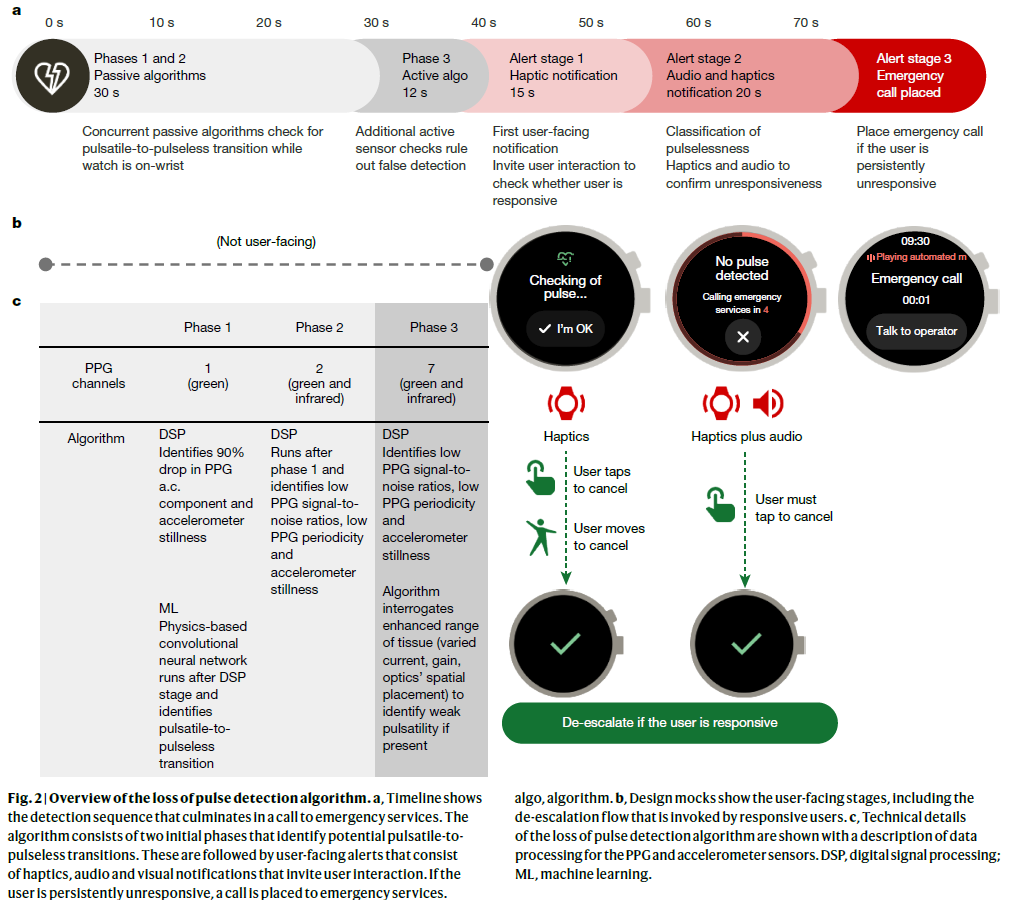 a
0 s 10 s 20 s 30 s 40 s 50 s 60 s 70 s
Phases 1 and 2
Passive algorithms
30 s
Phase 3
Active algo
12 s
Alert stage 1
Haptic notification
15 s
Alert stage 2
Audio and haptics
notification 20 s
Alert stage 3
Emergency
call placed
Concurrent passive algorithms check for
pulsatile-to-pulseless transition while
watch is on-wrist
Additional active
sensor checks rule
out false detection
First user-facing
notification
Invite user interaction to
check whether user is
responsive
Classification of
pulselessness
Haptics and audio to
confirm unresponsiveness
Place emergency call
if the user is
persistently
unresponsive
b
(Not user-facing)
Checking of
pulse...
I'm OK
No pulse
detected
Calling emergency
services in 4
09:30
Playing automated m
Emergency call
00:01
Talk to operator
Haptics
User taps
to cancel
User moves
to cancel
Haptics plus audio
User must
tap to cancel
De-escalate if the user is responsive
c
Phase 1 Phase 2 Phase 3
PPG
channels
1
(green)
2
(green and
infrared)
7
(green and
infrared)
Algorithm
DSP
Identifies 90%
drop in PPG
a.c.
component and
accelerometer
stillness
ML
Physics-based
convolutional
neural network
runs after DSP
stage and
identifies
pulsatile-to-
pulseless
transition
DSP
Runs after
phase 1 and
identifies low
PPG signal-to-
noise ratios, low
PPG periodicity
and
accelerometer
stillness
DSP
Identifies low
PPG signal-to-
noise ratios, low
PPG periodicity
and
accelerometer
stillness
Algorithm
interrogates
enhanced range
of tissue (varied
current, gain,
optics' spatial
placement) to
identify weak
pulsatility if
present
Fig. 2 | Overview of the loss of pulse detection algorithm. a, Timeline shows
the detection sequence that culminates in a call to emergency services. The
algorithm consists of two initial phases that identify potential pulsatile-to-
pulseless transitions. These are followed by user-facing alerts that consist
of haptics, audio and visual notifications that invite user interaction. If the
user is persistently unresponsive, a call is placed to emergency services.
algo, algorithm. b, Design mocks show the user-facing stages, including the
de-escalation flow that is invoked by responsive users. c, Technical details
of the loss of pulse detection algorithm are shown with a description of data
processing for the PPG and accelerometer sensors. DSP, digital signal processing;
ML, machine learning.